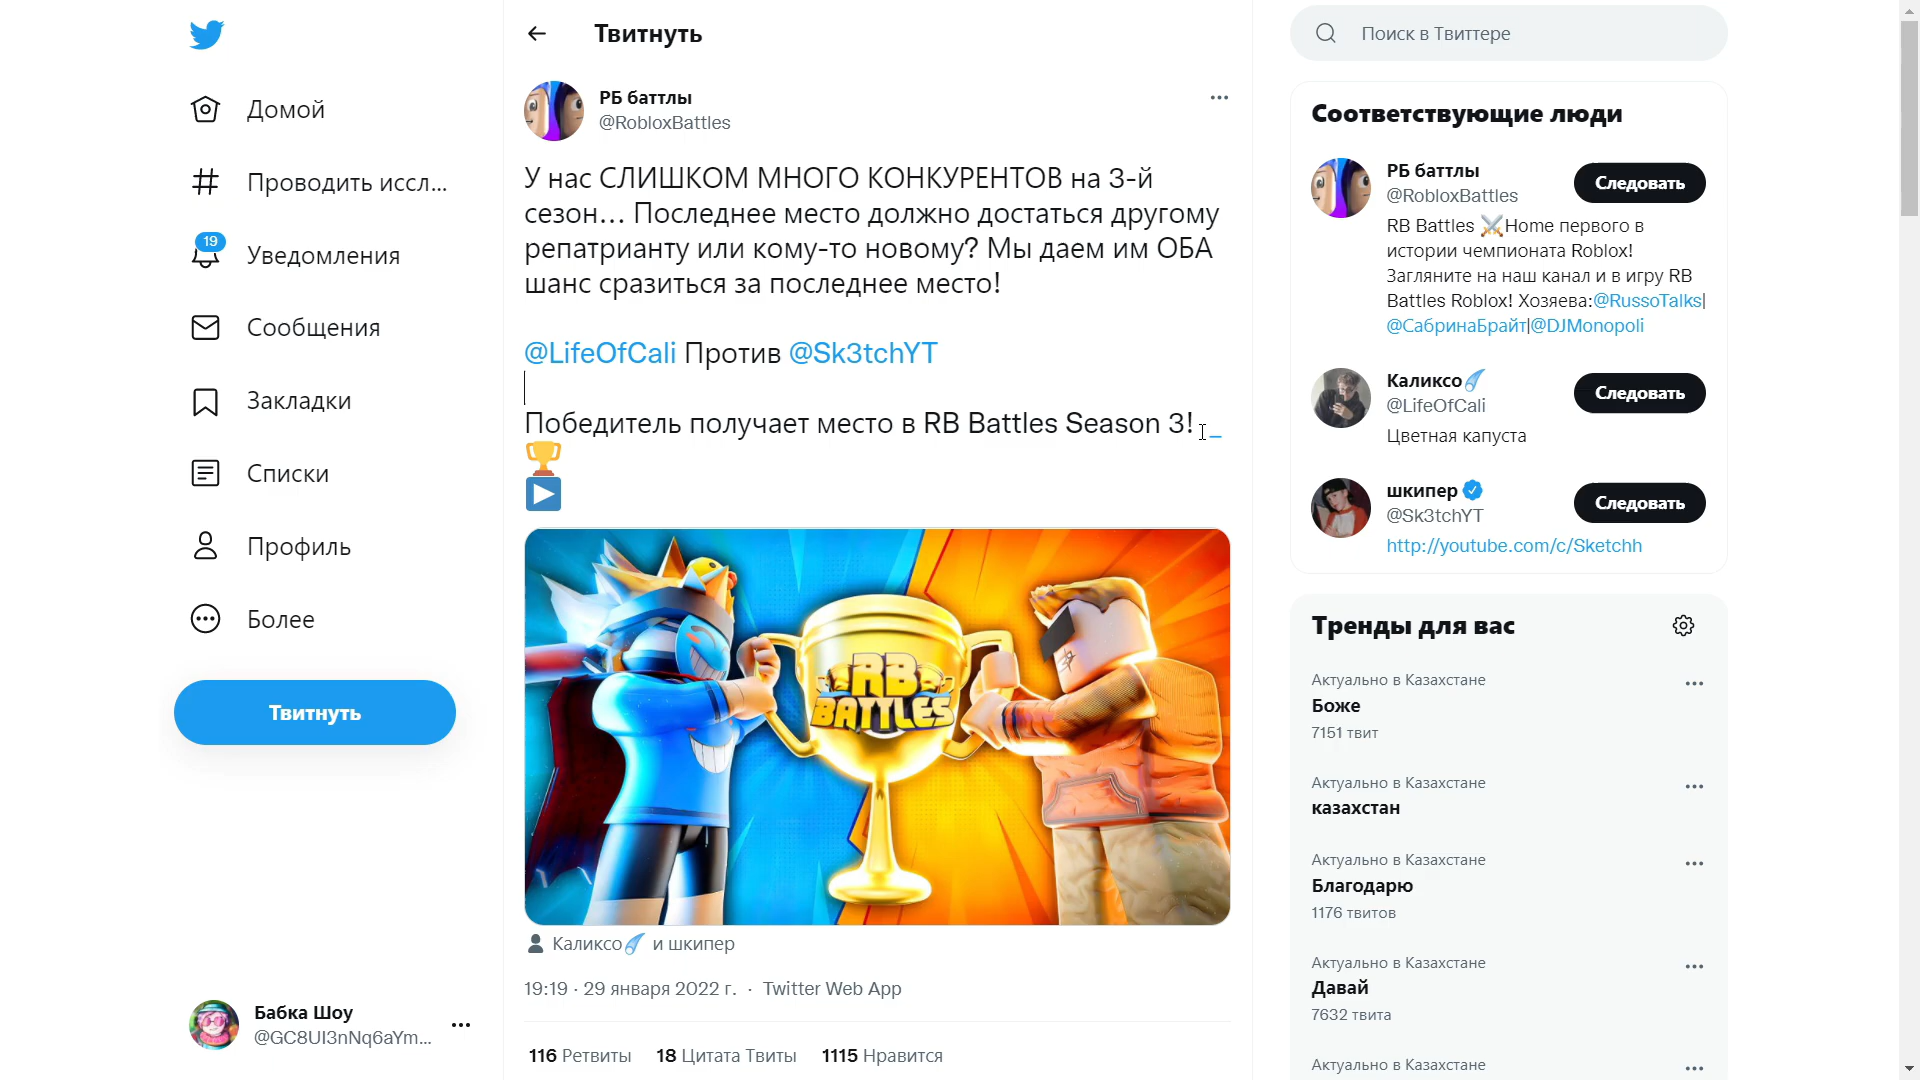 Твитнуть
Поиск в Твиттере
Домой
Проводить иссл...
19
Уведомления
Сообщения
Закладки
Списки
Профиль
Более
Твитнуть
Бабка Шоу
@GC8UI3nNq6aYm...
РБ баттлы
@RobloxBattles
У нас СЛИШКОМ МНОГО КОНКУРЕНТОВ на 3-й
сезон… Последнее место должно достаться другому
репатрианту или кому-то новому? Мы даем им ОБА
шанс сразиться за последнее место!
@LifeOfCali Против @Sk3tchYT
Победитель получает место в RB Battles Season 3! _
RB
BATTLES
Каликсо☄️ и шкипер
19:19 · 29 января 2022 г. · Twitter Web App
116 Ретвиты 18 Цитата Твиты 1115 Нравится
Соответствующие люди
РБ баттлы
@RobloxBattles
Следовать
RB Battles ⚔️Home первого в
истории чемпионата Roblox!
Загляните на наш канал и в игру RB
Battles Roblox! Хозяева:@RussoTalks|
@СабринаБрайт|@DJMonopoli
Каликсо☄️
@LifeOfCali
Следовать
Цветная капуста
шкипер
@Sk3tchYT
Следовать
http://youtube.com/c/Sketchh
Тренды для вас
Актуально в Казахстане
Боже
7151 твит
Актуально в Казахстане
казахстан
Актуально в Казахстане
Благодарю
1176 твитов
Актуально в Казахстане
Давай
7632 твита
Актуально в Казахстане